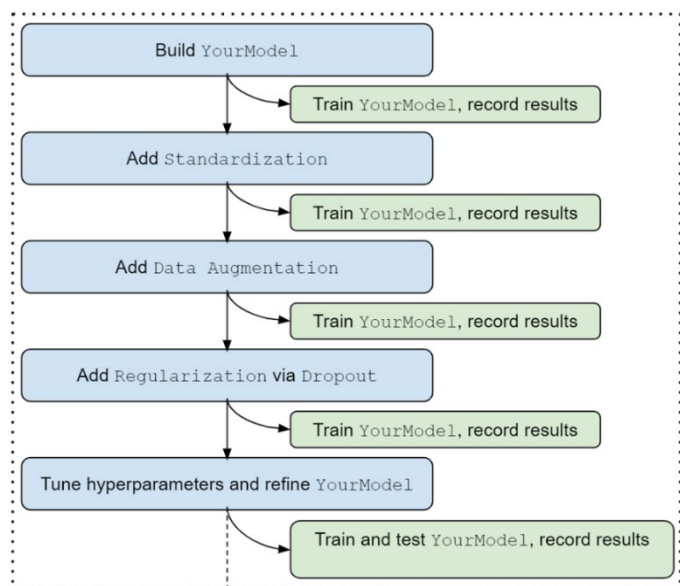 Build YourModel
Train YourModel, record results
Add Standardization
Train YourModel, record results
Add Data Augmentation
Train YourModel, record results
Add Regularization via Dropout
Train YourModel, record results
Tune hyperparameters and refine YourModel
Train and test YourModel, record results